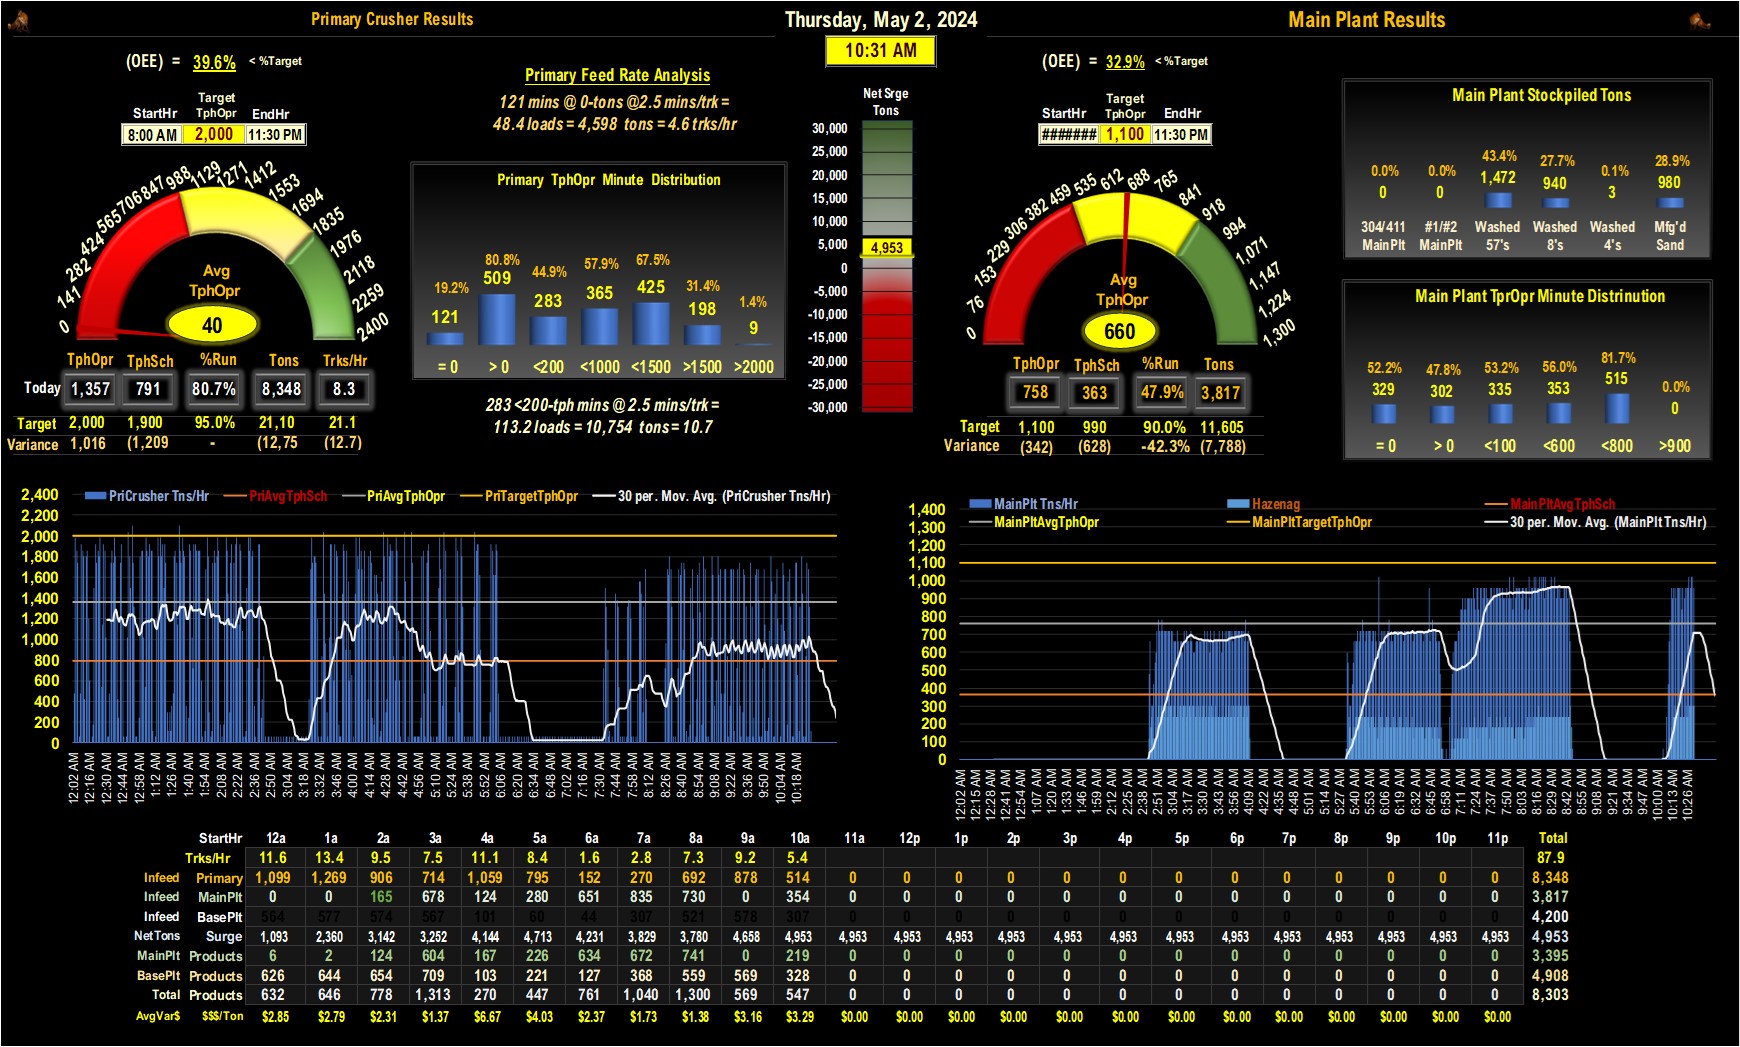 Primary Crusher Results
Thursday, May 2, 2024
Main Plant Results
10:31 AM
(OEE) = 39.6% < %Target
StartHr Target TphOpr EndHr
8:00 AM 2,000 11:30 PM
0 141 282 424 565 706 847 988 1129 1271 1412 1553 1694 1835 1976 2118 2259 2400
Avg
TphOpr
40
TphOpr TphSch %Run Tons Trks/Hr
Today 1,357 791 80.7% 8,348 8.3
Target 2,000 1,900 95.0% 21,10 21.1
Variance 1,016 (1,209 - (12,75 (12.7)
Primary Feed Rate Analysis
121 mins @ 0-tons @2.5 mins/trk =
48.4 loads = 4,598 tons = 4.6 trks/hr
Primary TphOpr Minute Distribution
19.2% 80.8% 44.9% 57.9% 67.5% 31.4% 1.4%
121 509 283 365 425 198 9
= 0 > 0 <200 <1000 <1500 >1500 >2000
283 <200-tph mins @ 2.5 mins/trk =
113.2 loads = 10,754 tons = 10.7
Net Srge
Tons
30,000
25,000
20,000
15,000
10,000
5,000
4,953
0
-5,000
-10,000
-15,000
-20,000
-25,000
-30,000
(OEE) = 32.9% < %Target
StartHr Target TphOpr EndHr
####### 1,100 11:30 PM
0 76 153 229 306 382 459 535 612 688 765 841 918 994 1,071 1,147 1,224 1,300
Avg
TphOpr
660
TphOpr TphSch %Run Tons
758 363 47.9% 3,817
Target 1,100 990 90.0% 11,605
Variance (342) (628) -42.3% (7,788)
Main Plant Stockpiled Tons
0.0% 0.0% 43.4% 27.7% 0.1% 28.9%
0 0 1,472 940 3 980
304/411 #1/#2 Washed Washed Washed Mfg'd
MainPlt MainPlt 57's 8's 4's Sand
Main Plant TprOpr Minute Distrinution
52.2% 47.8% 53.2% 56.0% 81.7% 0.0%
329 302 335 353 515 0
= 0 > 0 <100 <600 <800 >900
PriCrusher Tns/Hr PriAvgTphSch PriAvgTphOpr PriTargetTphOpr 30 per. Mov. Avg. (PriCrusher Tns/Hr)
2,400
2,200
2,000
1,800
1,600
1,400
1,200
1,000
800
600
400
200
0
12:02 AM 12:16 AM 12:30 AM 12:44 AM 12:58 AM 1:12 AM 1:26 AM 1:40 AM 1:54 AM 2:08 AM 2:22 AM 2:36 AM 2:50 AM 3:04 AM 3:18 AM 3:32 AM 3:46 AM 4:00 AM 4:14 AM 4:28 AM 4:42 AM 4:56 AM 5:10 AM 5:24 AM 5:38 AM 5:52 AM 6:06 AM 6:20 AM 6:34 AM 6:48 AM 7:02 AM 7:16 AM 7:30 AM 7:44 AM 7:58 AM 8:12 AM 8:26 AM 8:40 AM 8:54 AM 9:08 AM 9:22 AM 9:36 AM 9:50 AM 10:04 AM 10:18 AM
MainPlt Tns/Hr Hazenag MainPltAvgTphSch
MainPltAvgTphOpr MainPltTargetTphOpr 30 per. Mov. Avg. (MainPlt Tns/Hr)
1,400
1,300
1,200
1,100
1,000
900
800
700
600
500
400
300
200
100
0
12:02 AM 12:15 AM 12:28 AM 12:41 AM 12:54 AM 1:07 AM 1:20 AM 1:33 AM 1:46 AM 1:59 AM 2:12 AM 2:25 AM 2:38 AM 2:51 AM 3:04 AM 3:17 AM 3:30 AM 3:43 AM 3:56 AM 4:09 AM 4:22 AM 4:35 AM 4:48 AM 5:01 AM 5:14 AM 5:27 AM 5:40 AM 5:53 AM 6:06 AM 6:19 AM 6:32 AM 6:45 AM 6:58 AM 7:11 AM 7:24 AM 7:37 AM 7:50 AM 8:03 AM 8:16 AM 8:29 AM 8:42 AM 8:55 AM 9:08 AM 9:21 AM 9:34 AM 9:47 AM 10:00 AM 10:13 AM 10:26 AM
StartHr 12a 1a 2a 3a 4a 5a 6a 7a 8a 9a 10a 11a 12p 1p 2p 3p 4p 5p 6p 7p 8p 9p 10p 11p Total
Trks/Hr 11.6 13.4 9.5 7.5 11.1 8.4 1.6 2.8 7.3 9.2 5.4 87.9
Infeed Primary 1,099 1,269 906 714 1,059 795 152 270 692 878 514 0 0 0 0 0 0 0 0 0 0 0 0 0 8,348
Infeed MainPlt 0 0 165 678 124 280 651 835 730 0 354 0 0 0 0 0 0 0 0 0 0 0 0 0 3,817
Infeed BasePlt 564 577 574 567 101 60 44 307 521 578 307 0 0 0 0 0 0 0 0 0 0 0 0 0 4,200
NetTons Surge 1,093 2,360 3,142 3,252 4,144 4,713 4,231 3,829 3,780 4,658 4,953 4,953 4,953 4,953 4,953 4,953 4,953 4,953 4,953 4,953 4,953 4,953 4,953 4,953 4,953
MainPlt Products 6 2 124 604 167 226 634 672 741 0 219 0 0 0 0 0 0 0 0 0 0 0 0 0 3,395
BasePlt Products 626 644 654 709 103 221 127 368 559 569 328 0 0 0 0 0 0 0 0 0 0 0 0 0 4,908
Total Products 632 646 778 1,313 270 447 761 1,040 1,300 569 547 0 0 0 0 0 0 0 0 0 0 0 0 0 8,303
AvgVar$ $$$/Ton $2.85 $2.79 $2.31 $1.37 $6.67 $4.03 $2.37 $1.73 $1.38 $3.16 $3.29 $0.00 $0.00 $0.00 $0.00 $0.00 $0.00 $0.00 $0.00 $0.00 $0.00 $0.00 $0.00 $0.00